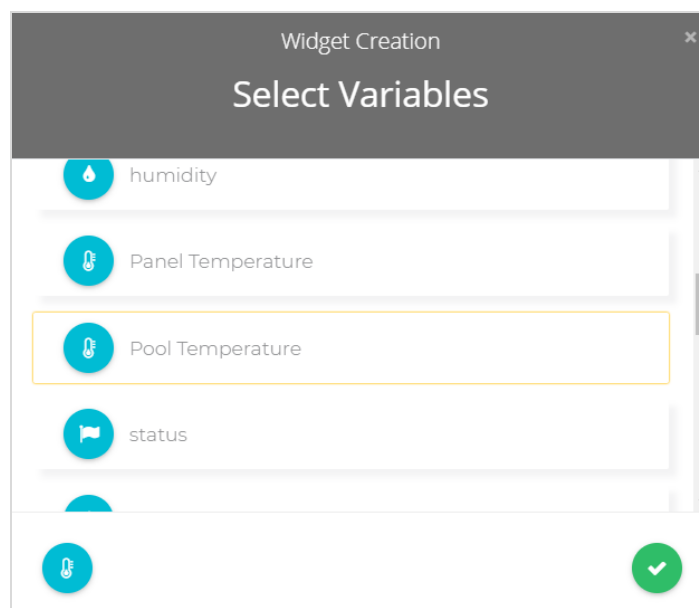 Widget Creation
Select Variables
humidity
Panel Temperature
Pool Temperature
status